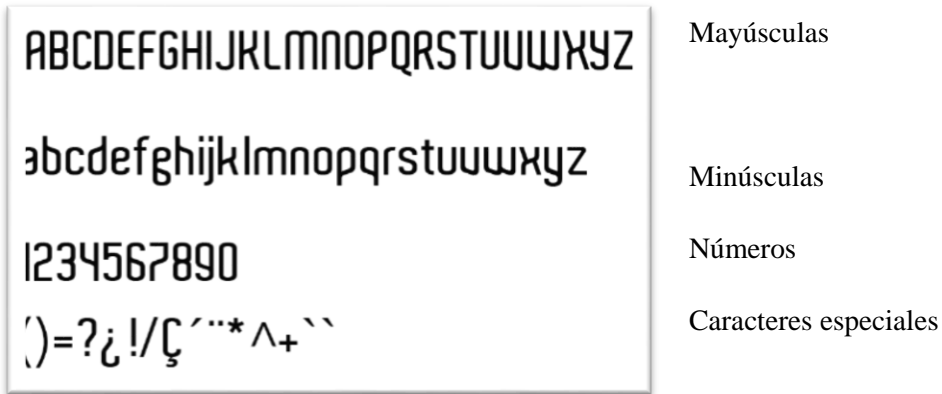 ABCDEFGHIJKLMNOPQRSTUVWXYZ
Mayúsculas
abcdefghijklmnopqrstuvwxyz
Minúsculas
1234567890
Números
()=?¿!/Ç´¨*^+``
Caracteres especiales